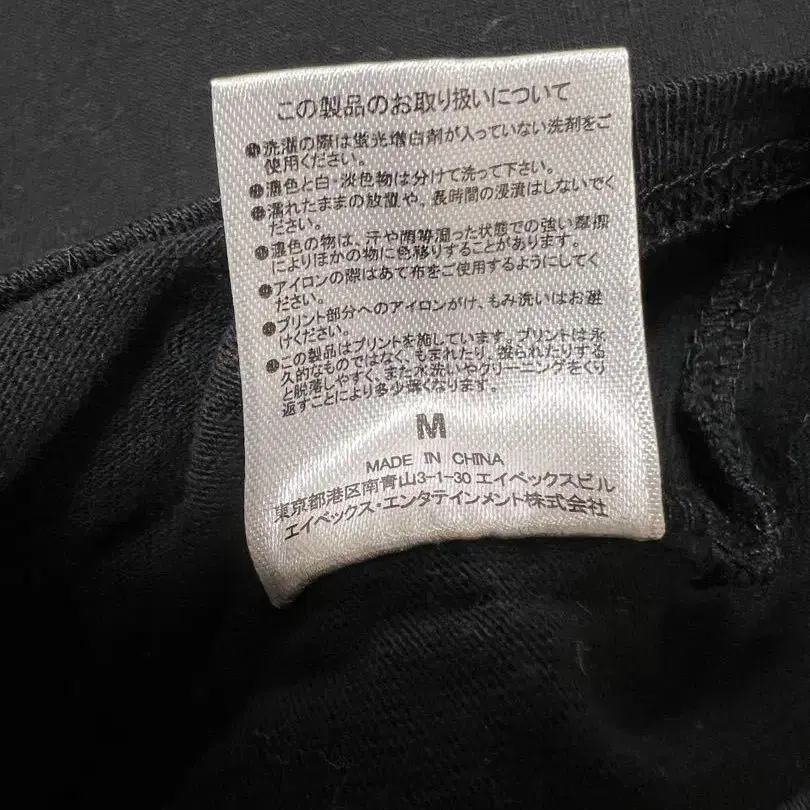 この製品のお取り扱いについて
●洗濯の際は蛍光増白剤が入っていない洗剤をご
使用ください。
●濃色と白・淡色物は分けて洗って下さい。
●濡れたままの放置や、長時間の浸漬はしないでく
ださい。
●濃色の物は、汗や雨等湿った状態での強い摩擦
によりほかの物に色移りすることがあります。
●アイロンの際はあて布をご使用するようにしてく
ださい。
●プリント部分へのアイロンがけ、もみ洗いはお避
けください。
●この製品はプリントを施しています。プリントは永
久的なものではなく、もまれたり、擦られたりする
と脱落しやすく、また水洗いやクリーニングをくり
返すことにより多少薄くなります。
M
MADE IN CHINA
東京都港区南青山3-1-30 エイベックスビル
エイベックス・エンタテインメント株式会社